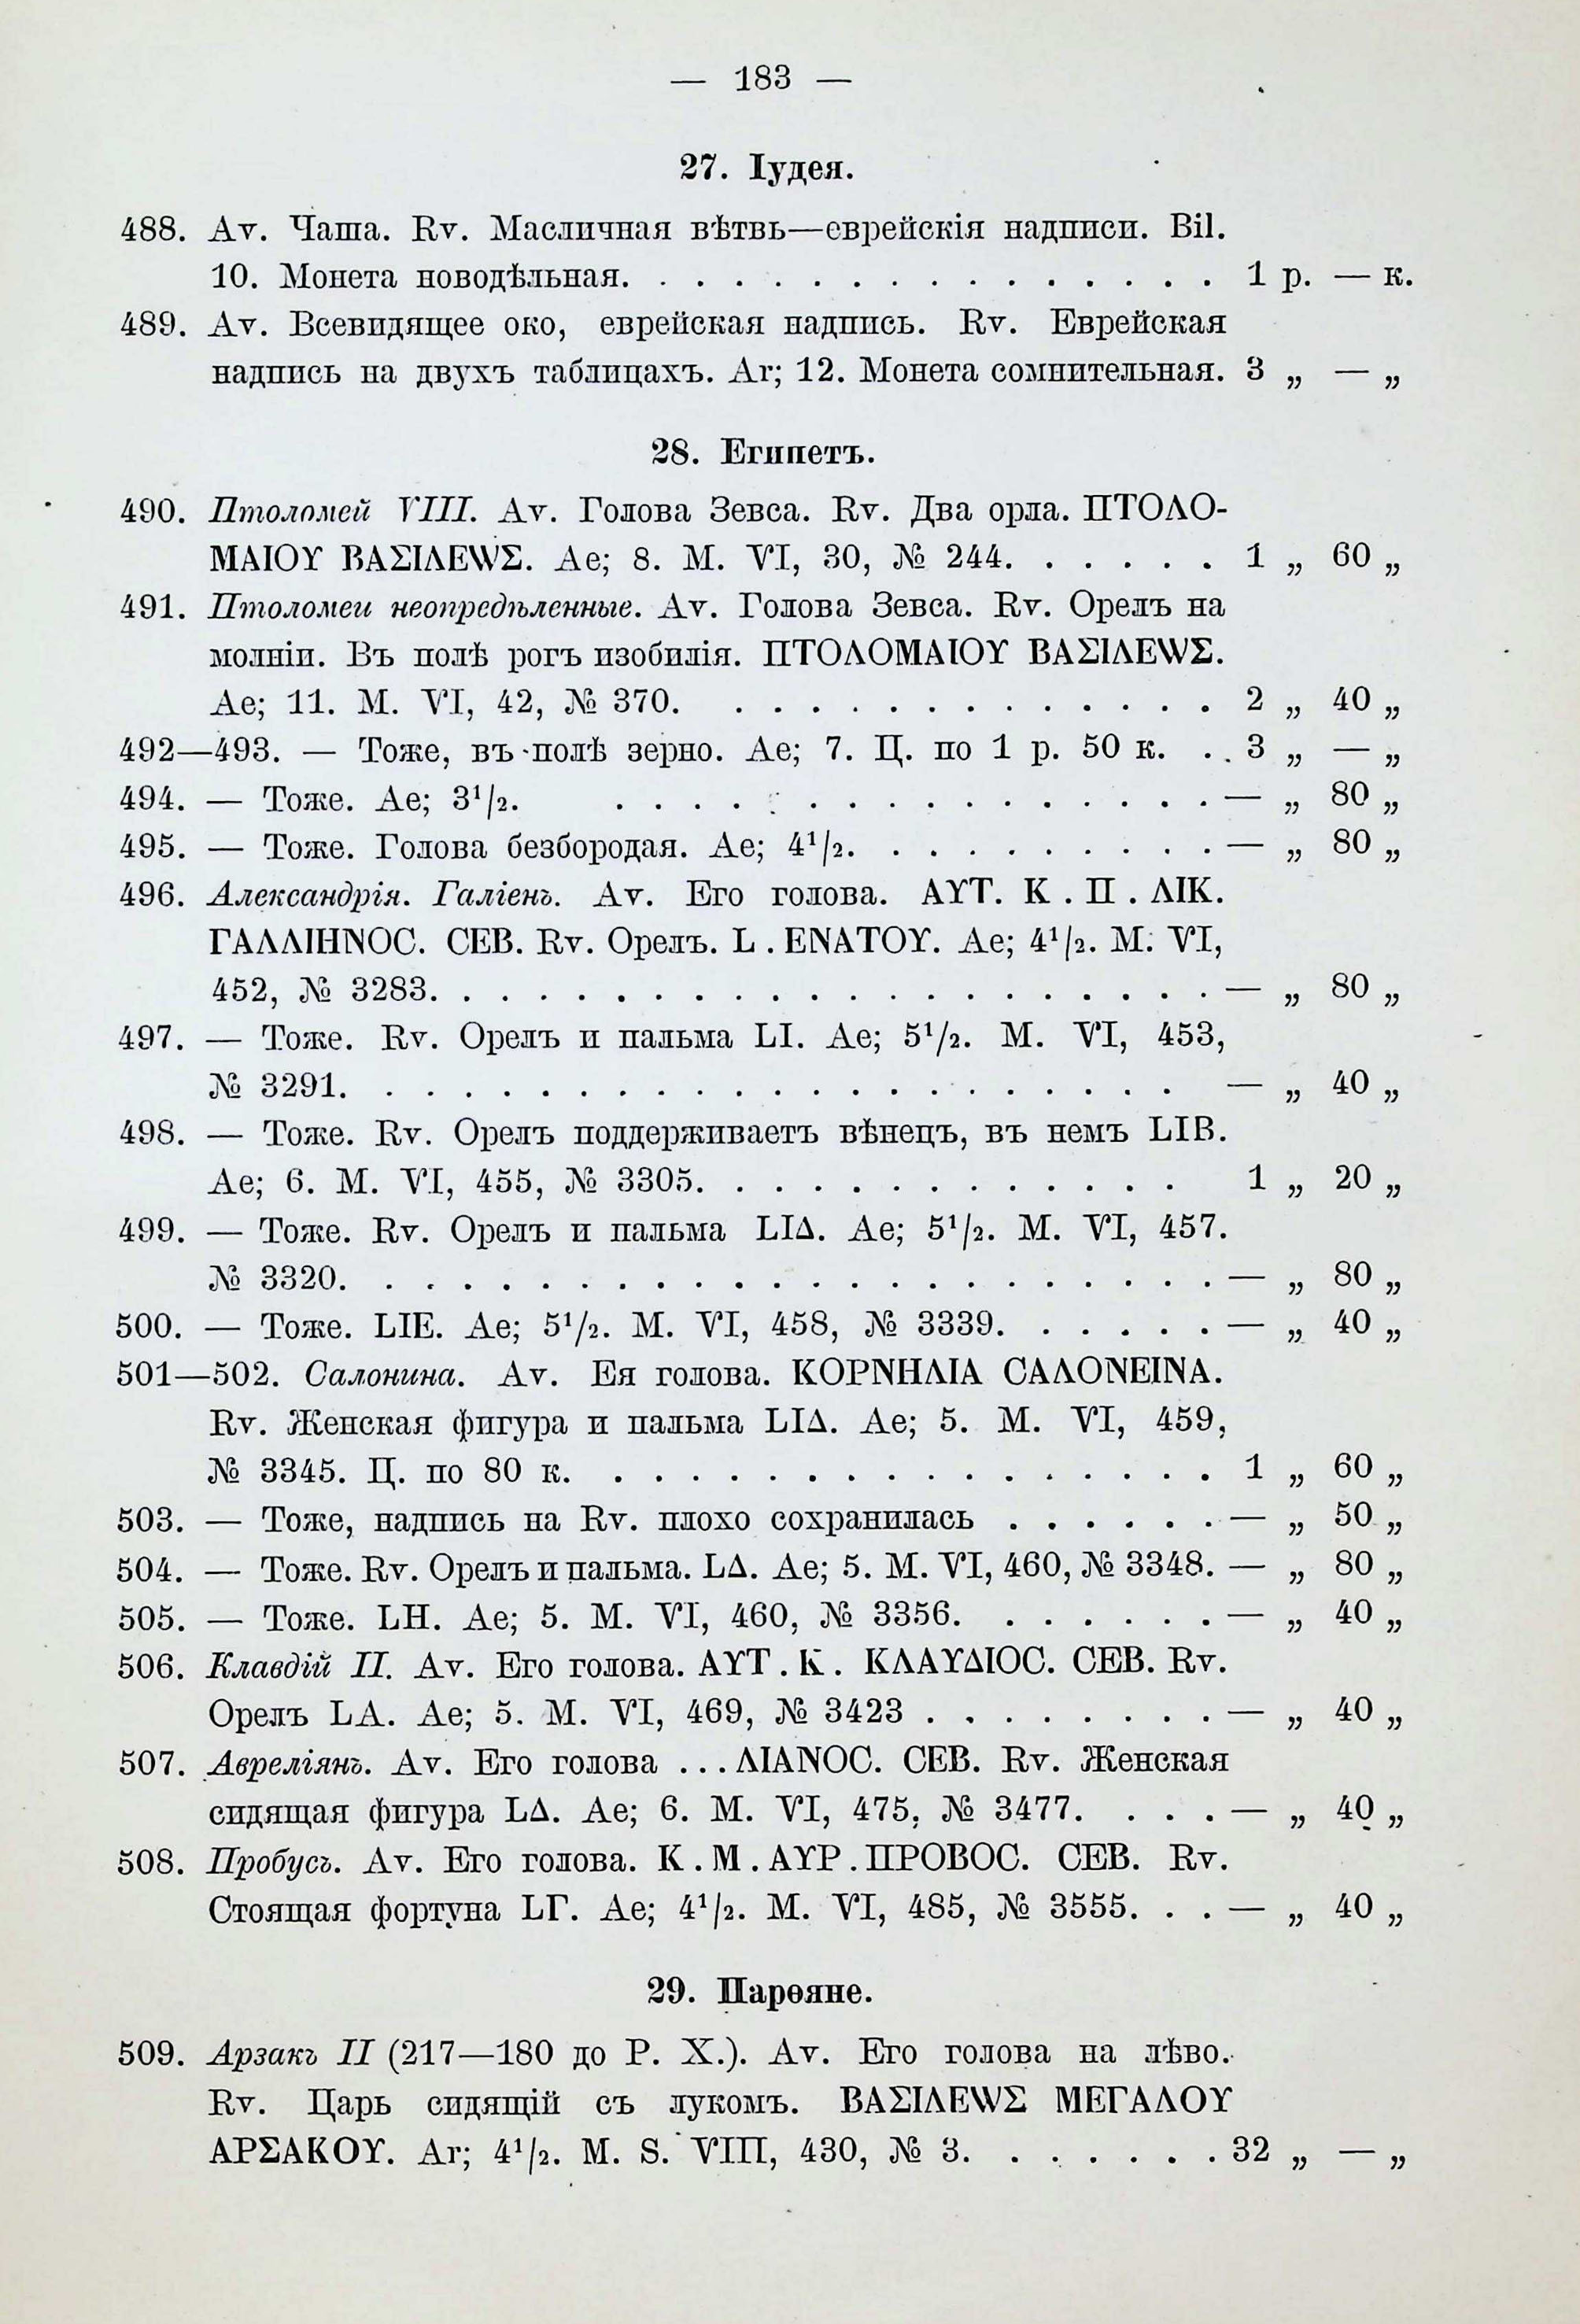 — 183 —
27. Іудея.
488. Av. Чаша. Rv. Масличная вѣтвь—еврейскія надписи. Bil.
10. Монета новодѣльная. . . . . . . . . . . . . . . . 1 р. — к.
489. Av. Всевидящее око, еврейская надпись. Rv. Еврейская
надпись на двухъ таблицахъ. Ar; 12. Монета сомнительная. 3 „ — „
28. Египетъ.
490. Птоломей VIII. Av. Голова Зевса. Rv. Два орла. ΠΤΟΛΟ-
ΜΑΙΟΥ ΒΑΣΙΛΕWΣ. Ae; 8. M. VI, 30, № 244. . . . . . . 1 „ 60 „
491. Птоломеи неопредѣленные. Av. Голова Зевса. Rv. Орелъ на
молніи. Въ полѣ рогъ изобилія. ΠΤΟΛΟΜΑΙΟΥ ΒΑΣΙΛΕWΣ.
Ae; 11. M. VI, 42, № 370. . . . . . . . . . . . . . . 2 „ 40 „
492—493. — Тоже, въ полѣ зерно. Ae; 7. Ц. по 1 р. 50 к. . . 3 „ — „
494. — Тоже. Ae; 3¹/₂. . . . . . . . . . . . . . . . . — „ 80 „
495. — Тоже. Голова безбородая. Ae; 4¹/₂. . . . . . . . . . — „ 80 „
496. Александрія. Галіенъ. Av. Его голова. ΑΥΤ. Κ . Π . ΛΙΚ.
ΓΑΛΛΙΗΝΟC. CEB. Rv. Орелъ. L . ΕΝΑΤΟΥ. Ae; 4¹/₂. M. VI,
452, № 3283. . . . . . . . . . . . . . . . . . . . . — „ 80 „
497. — Тоже. Rv. Орелъ и пальма LI. Ae; 5¹/₂. M. VI, 453,
№ 3291. . . . . . . . . . . . . . . . . . . . . . . — „ 40 „
498. — Тоже. Rv. Орелъ поддерживаетъ вѣнецъ, въ немъ LIB.
Ae; 6. M. VI, 455, № 3305. . . . . . . . . . . . . . 1 „ 20 „
499. — Тоже. Rv. Орелъ и пальма LIΔ. Ae; 5¹/₂. M. VI, 457.
№ 3320. . . . . . . . . . . . . . . . . . . . . . . — „ 80 „
500. — Тоже. LIE. Ae; 5¹/₂. M. VI, 458, № 3339. . . . . . . — „ 40 „
501—502. Салонина. Av. Ея голова. ΚΟΡΝΗΛΙΑ CΑΛΟΝΕΙΝΑ.
Rv. Женская фигура и пальма LIΔ. Ae; 5. M. VI, 459,
№ 3345. Ц. по 80 к. . . . . . . . . . . . . . . . . . 1 „ 60 „
503. — Тоже, надпись на Rv. плохо сохранилась . . . . . . — „ 50 „
504. — Тоже. Rv. Орелъ и пальма. LΔ. Ae; 5. M. VI, 460, № 3348. — „ 80 „
505. — Тоже. LH. Ae; 5. M. VI, 460, № 3356. . . . . . . . — „ 40 „
506. Клавдій II. Av. Его голова. ΑΥΤ . Κ . ΚΛΑΥΔΙΟC. CEB. Rv.
Орелъ LA. Ae; 5. M. VI, 469, № 3423 . . . . . . . . — „ 40 „
507. Авреліянъ. Av. Его голова ...ΛΙΑΝΟC. CEB. Rv. Женская
сидящая фигура LΔ. Ae; 6. M. VI, 475, № 3477. . . . — „ 40 „
508. Пробусъ. Av. Его голова. Κ . Μ . ΑΥΡ . ΠΡΟΒΟC. CEB. Rv.
Стоящая фортуна LΓ. Ae; 4¹/₂. M. VI, 485, № 3555. . . — „ 40 „
29. Парѳяне.
509. Арзакъ II (217—180 до Р. Х.). Av. Его голова на лѣво.
Rv. Царь сидящій съ лукомъ. ΒΑΣΙΛΕWΣ ΜΕΓΑΛΟΥ
ΑΡΣΑΚΟΥ. Ar; 4¹/₂. M. S. VIII, 430, № 3. . . . . . . 32 „ — „